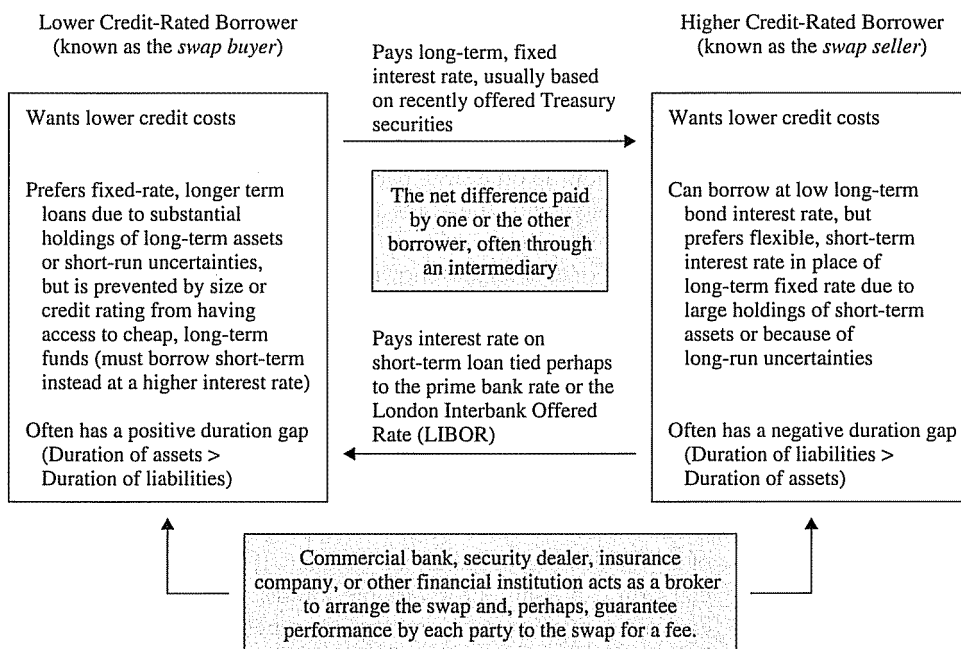 Lower Credit-Rated Borrower
(known as the swap buyer)
Higher Credit-Rated Borrower
(known as the swap seller)
Pays long-term, fixed
interest rate, usually based
on recently offered Treasury
securities
Wants lower credit costs
Prefers fixed-rate, longer term
loans due to substantial
holdings of long-term assets
or short-run uncertainties,
but is prevented by size or
credit rating from having
access to cheap, long-term
funds (must borrow short-term
instead at a higher interest rate)
Often has a positive duration gap
(Duration of assets >
Duration of liabilities)
The net difference paid
by one or the other
borrower, often through
an intermediary
Pays interest rate on
short-term loan tied perhaps
to the prime bank rate or the
London Interbank Offered
Rate (LIBOR)
Wants lower credit costs
Can borrow at low long-term
bond interest rate, but
prefers flexible, short-term
interest rate in place of
long-term fixed rate due to
large holdings of short-term
assets or because of
long-run uncertainties
Often has a negative duration gap
(Duration of liabilities >
Duration of assets)
Commercial bank, security dealer, insurance
company, or other financial institution acts as a broker
to arrange the swap and, perhaps, guarantee
performance by each party to the swap for a fee.